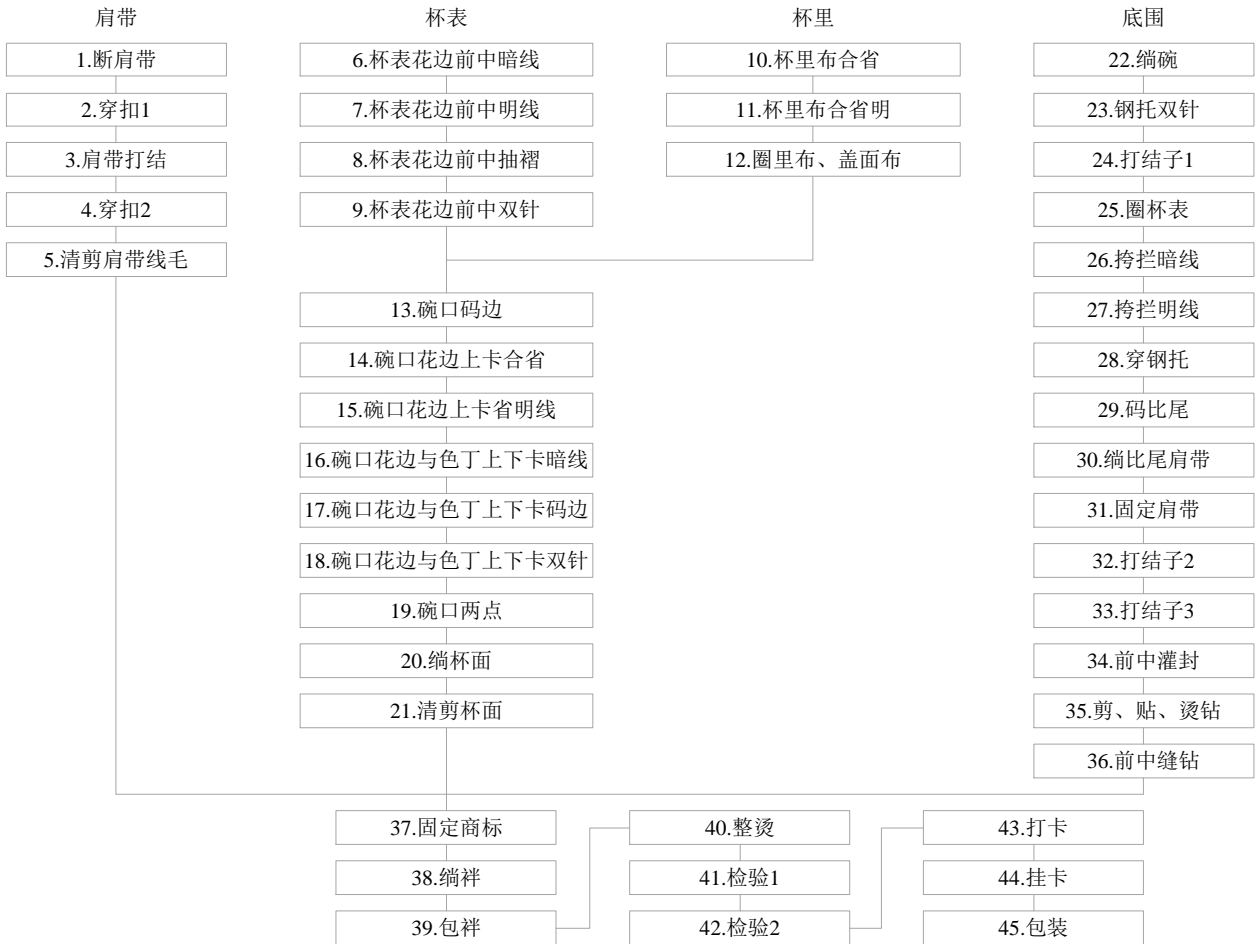 肩带
1.断肩带
2.穿扣1
3.肩带打结
4.穿扣2
5.清剪肩带线毛
杯表
6.杯表花边前中暗线
7.杯表花边前中明线
8.杯表花边前中抽褶
9.杯表花边前中双针
杯里
10.杯里布合省
11.杯里布合省明
12.圈里布、盖面布
13.碗口码边
14.碗口花边上卡合省
15.碗口花边上卡省明线
16.碗口花边与色丁上下卡暗线
17.碗口花边与色丁上下卡码边
18.碗口花边与色丁上下卡双针
19.碗口两点
20.绱杯面
21.清剪杯面
底围
22.绱碗
23.钢托双针
24.打结子1
25.圈杯表
26.挎拦暗线
27.挎拦明线
28.穿钢托
29.码比尾
30.绱比尾肩带
31.固定肩带
32.打结子2
33.打结子3
34.前中灌封
35.剪、贴、烫钻
36.前中缝钻
37.固定商标
38.绱袢
39.包袢
40.整烫
41.检验1
42.检验2
43.打卡
44.挂卡
45.包装